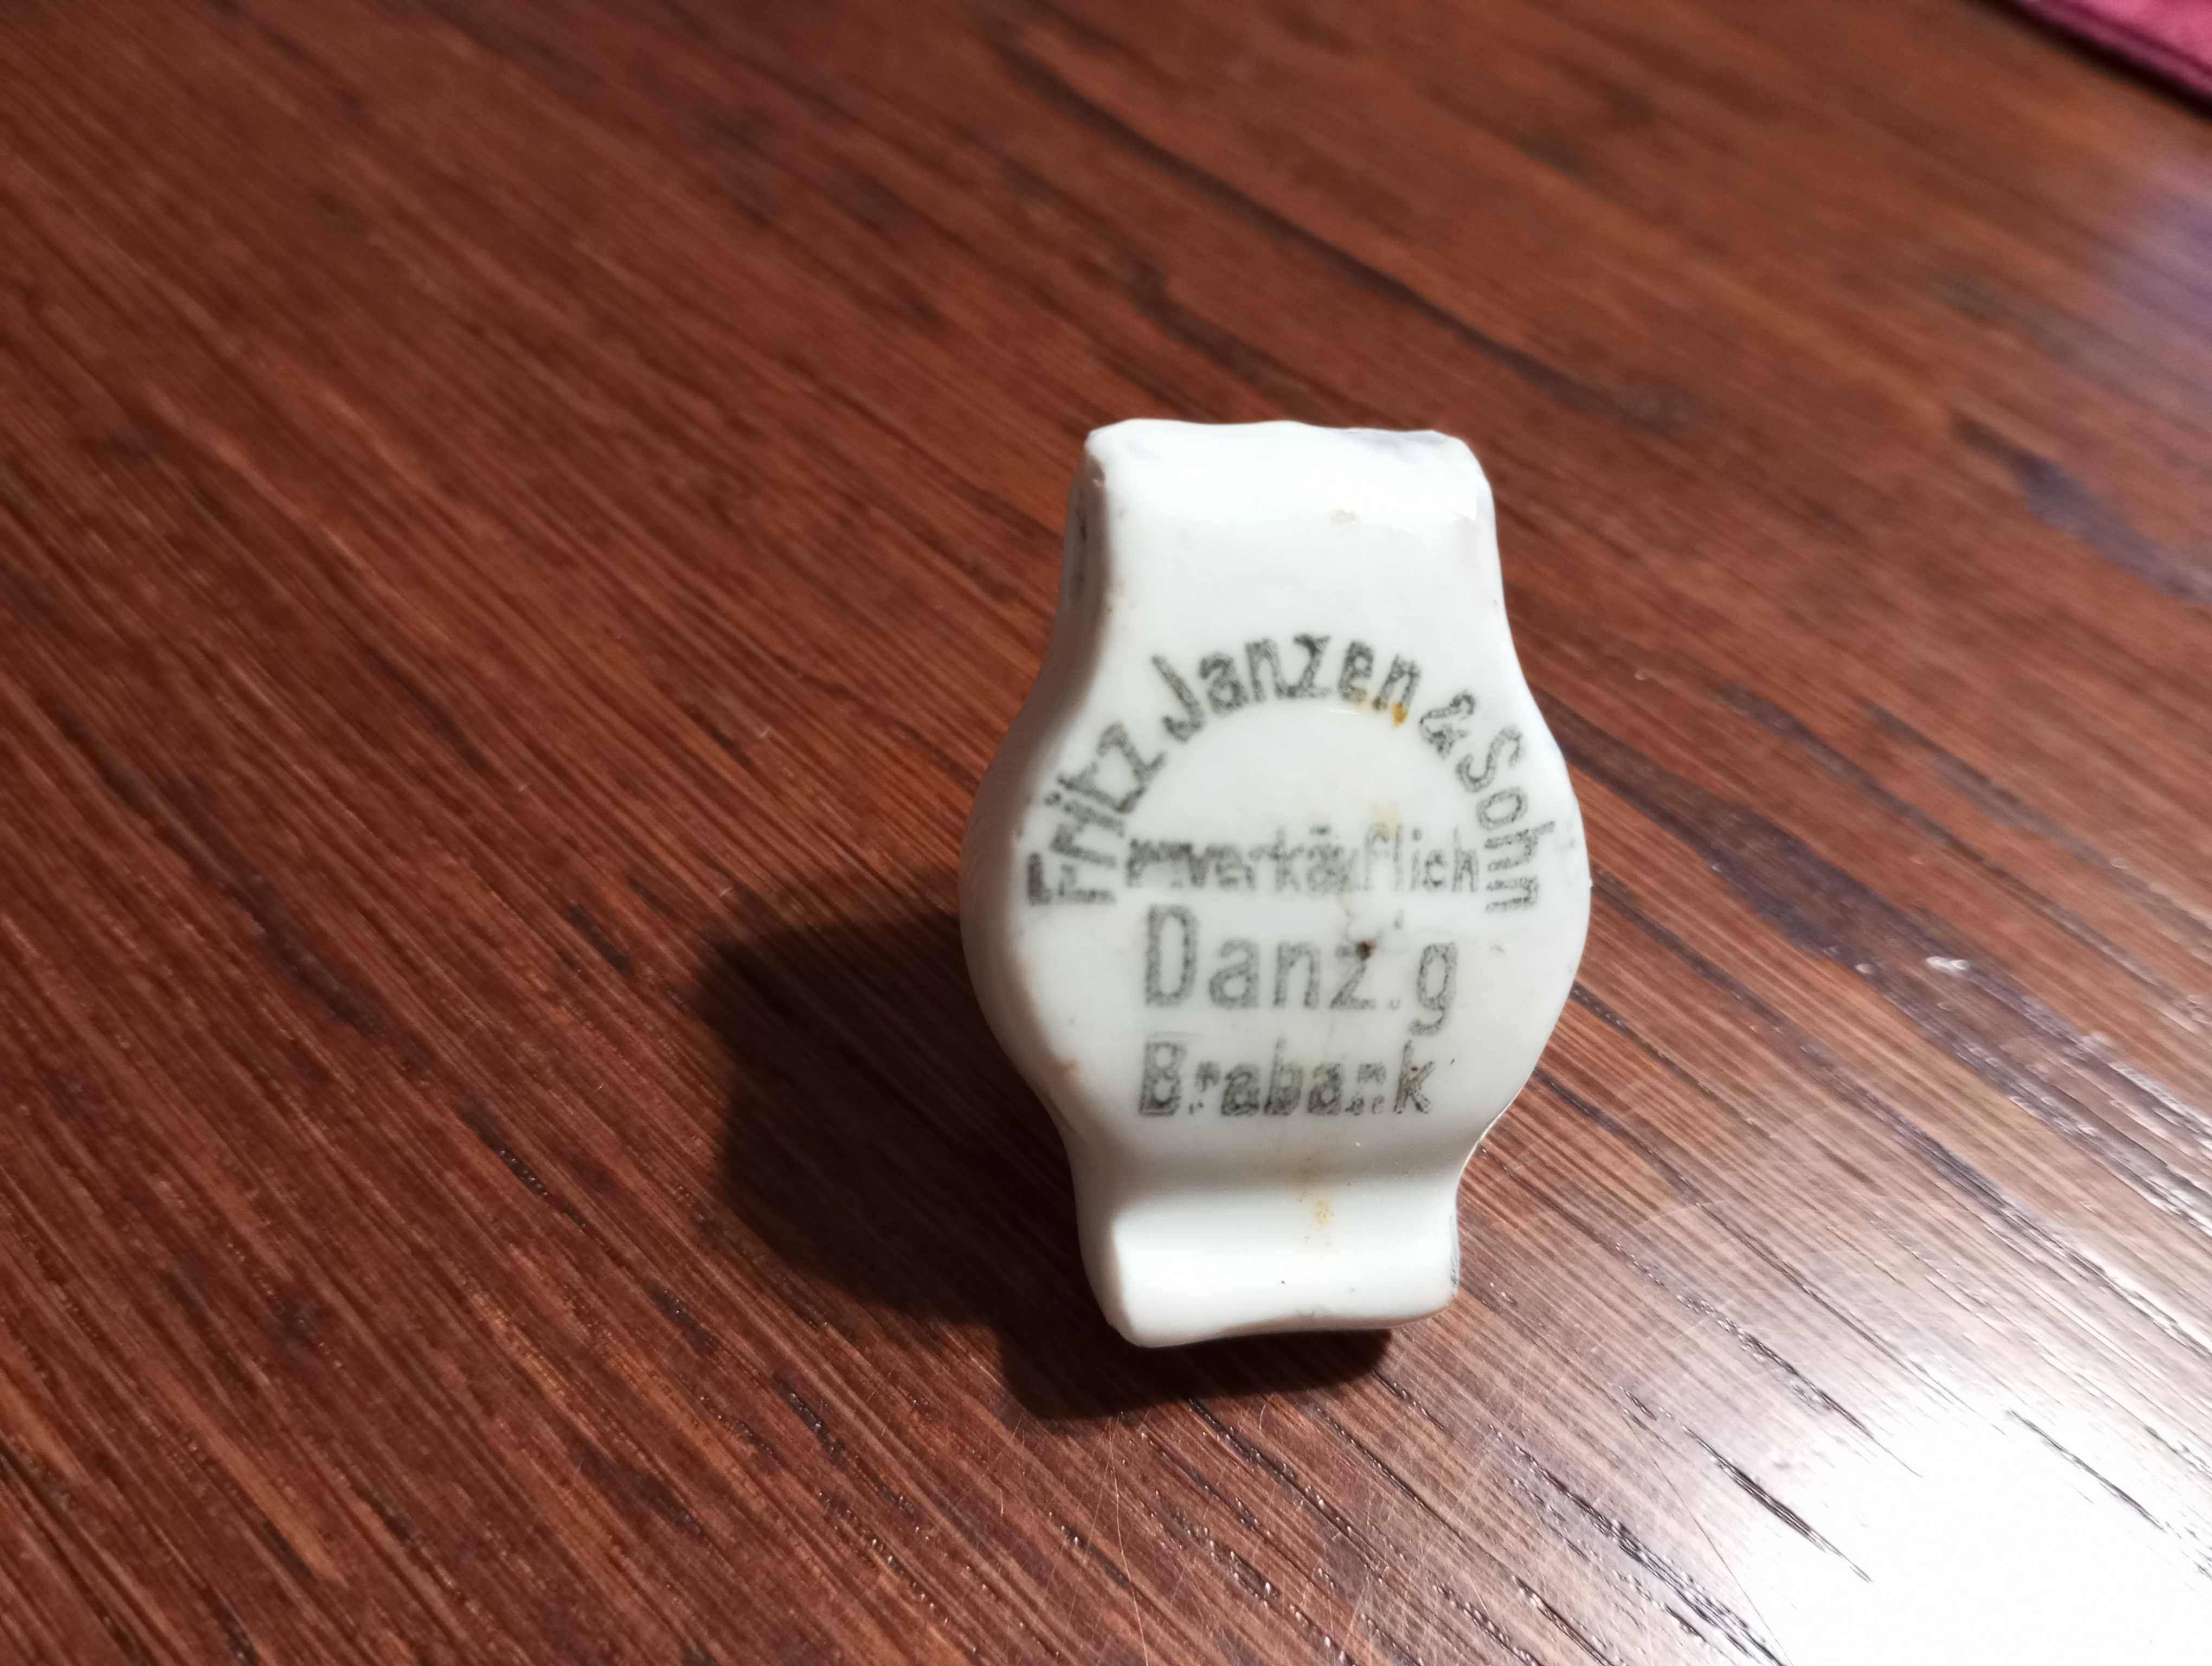 Fritz Janzen & Sohn
unverkäuflich
Danzig
Brabank